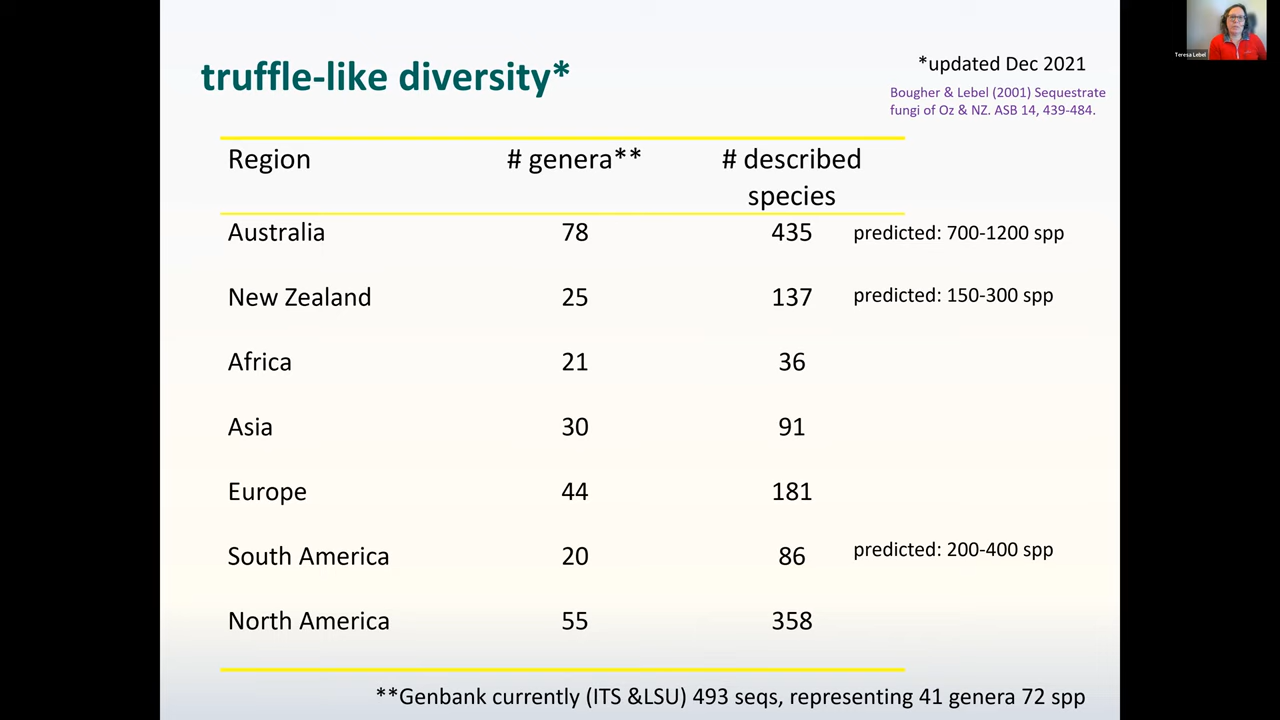 Teresa Lebel
truffle-like diversity*
*updated Dec 2021
Bougher & Lebel (2001) Sequestrate
fungi of Oz & NZ. ASB 14, 439-484.
Region # genera** # described
species
Australia 78 435 predicted: 700-1200 spp
New Zealand 25 137 predicted: 150-300 spp
Africa 21 36
Asia 30 91
Europe 44 181
South America 20 86 predicted: 200-400 spp
North America 55 358
**Genbank currently (ITS &LSU) 493 seqs, representing 41 genera 72 spp